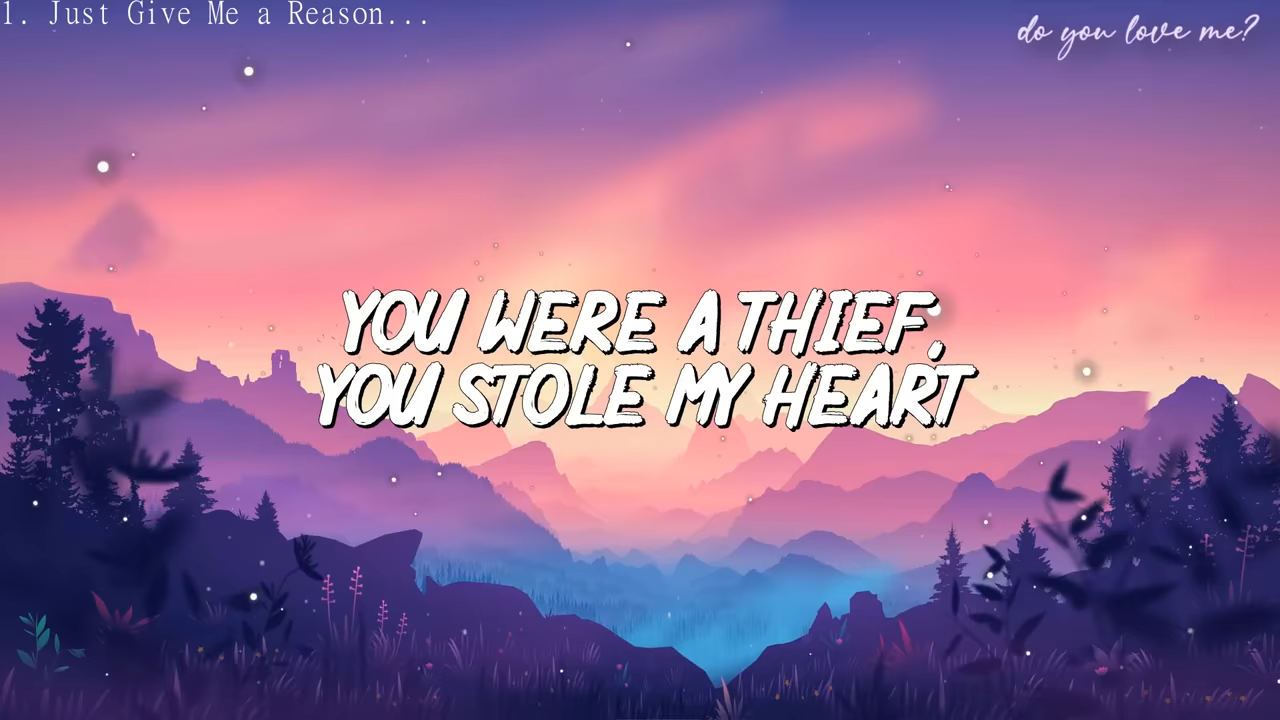 1. Just Give Me a Reason...
do you love me?
YOU WERE A THIEF,
YOU STOLE MY HEART